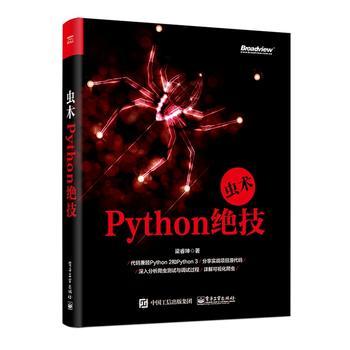 Broadview
虫术
Python绝技
梁睿坤◎著
代码兼顾Python 2和Python 3 / 分享实战项目源代码
深入分析爬虫测试与调试过程 / 详解可视化爬虫
中国工信出版集团
电子工业出版社
虫术
Python绝技